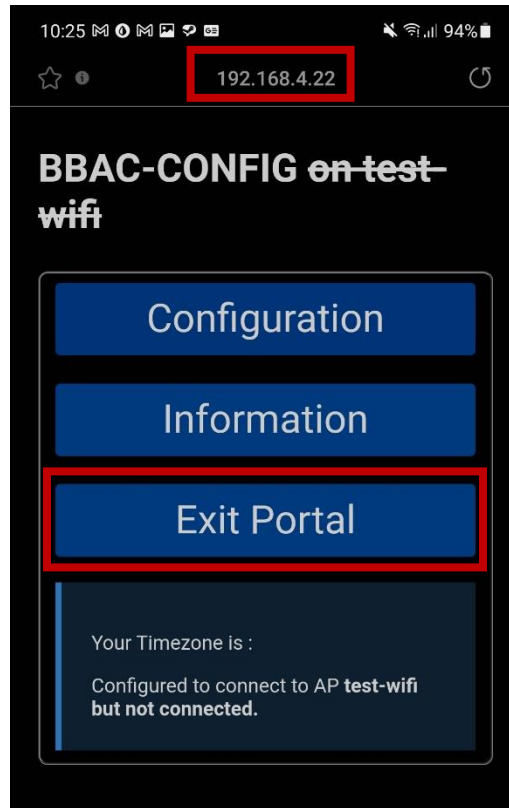 10:25
94%
192.168.4.22
BBAC-CONFIG on test-
wifi
Configuration
Information
Exit Portal
Your Timezone is :
Configured to connect to AP test-wifi
but not connected.